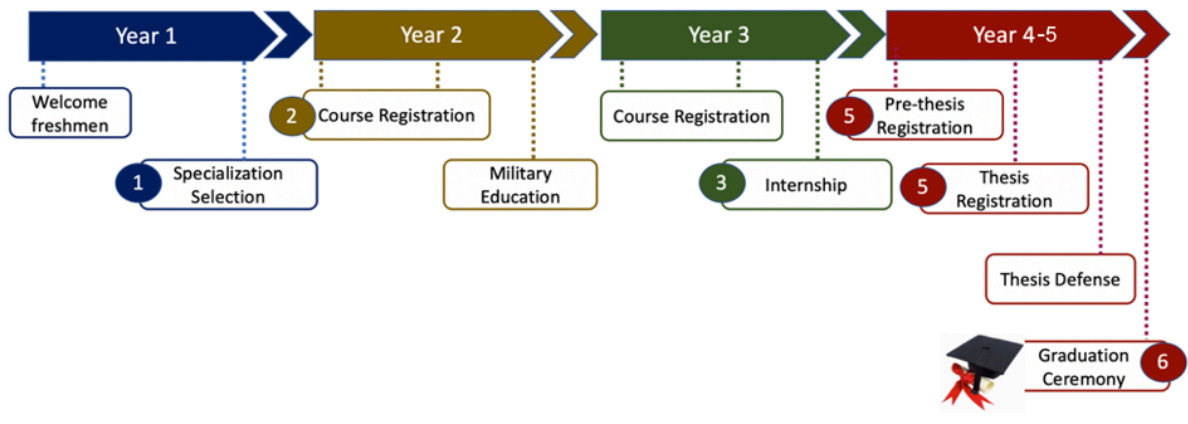 Year 1
Year 2
Year 3
Year 4-5
Welcome
freshmen
2
Course Registration
Course Registration
5
Pre-thesis
Registration
1
Specialization
Selection
Military
Education
3
Internship
5
Thesis
Registration
Thesis Defense
Graduation
Ceremony
6